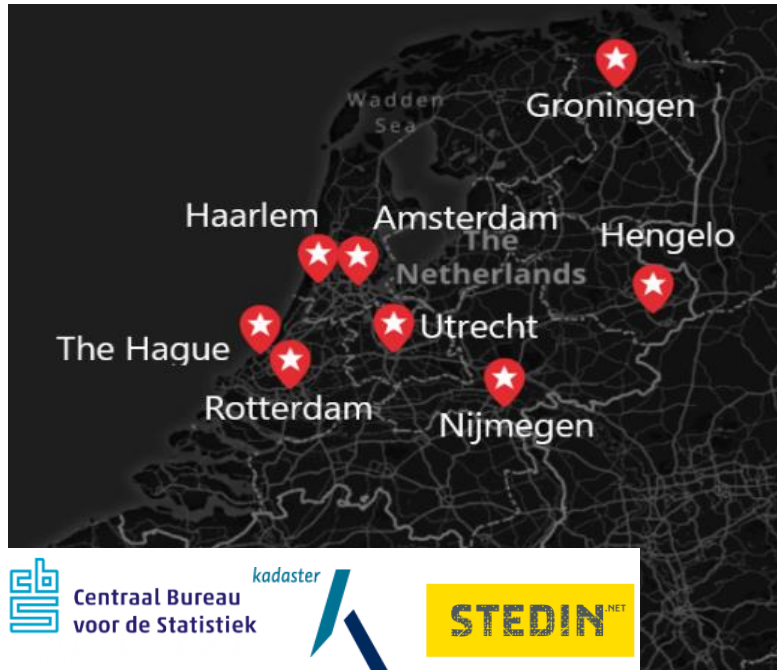 Wadden
Sea
Groningen
Haarlem
Amsterdam
Hengelo
The
Netherlands
The Hague
Utrecht
Rotterdam
Nijmegen
cbs
Centraal Bureau
voor de Statistiek
kadaster
STEDIN.NET